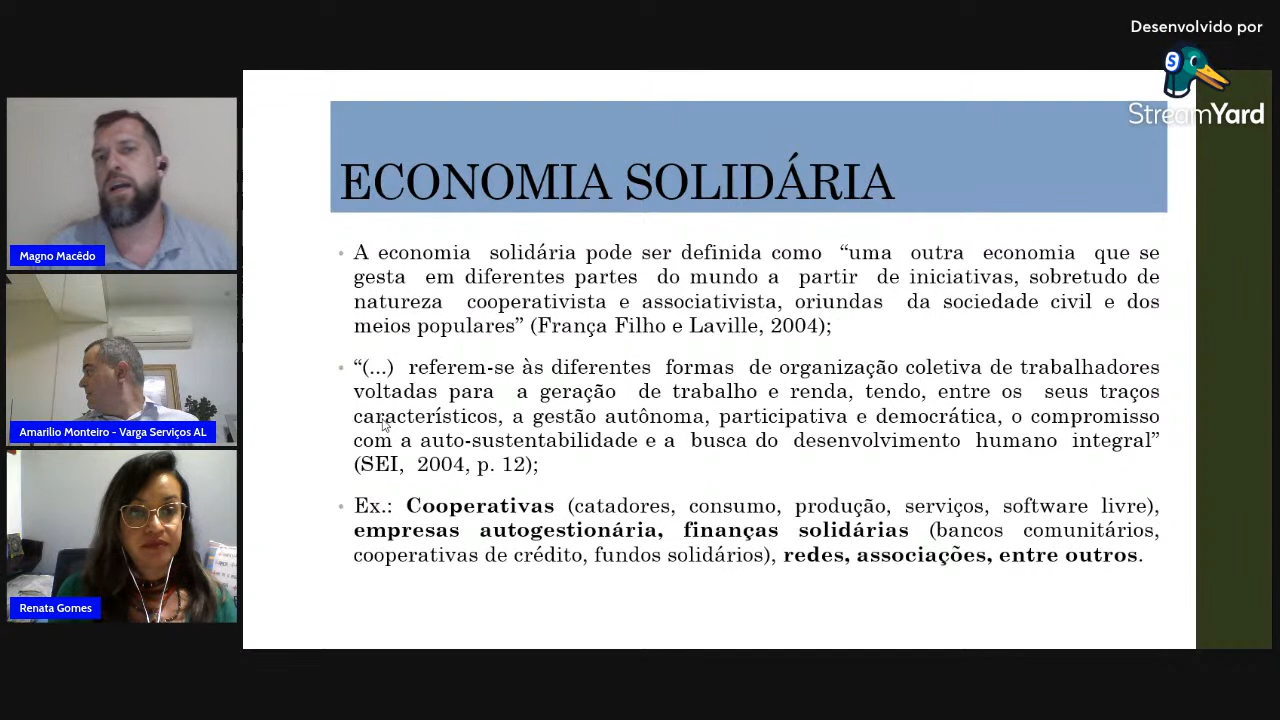 Desenvolvido por
StreamYard
ECONOMIA SOLIDÁRIA
• A economia solidária pode ser definida como “uma outra economia que se
gesta em diferentes partes do mundo a partir de iniciativas, sobretudo de
natureza cooperativista e associativista, oriundas da sociedade civil e dos
meios populares” (França Filho e Laville, 2004);
• “(...) referem-se às diferentes formas de organização coletiva de trabalhadores
voltadas para a geração de trabalho e renda, tendo, entre os seus traços
característicos, a gestão autônoma, participativa e democrática, o compromisso
com a auto-sustentabilidade e a busca do desenvolvimento humano integral”
(SEI, 2004, p. 12);
• Ex.: Cooperativas (catadores, consumo, produção, serviços, software livre),
empresas autogestionária, finanças solidárias (bancos comunitários,
cooperativas de crédito, fundos solidários), redes, associações, entre outros.
Magno Macêdo
Amarilio Monteiro - Varga Serviços AL
Renata Gomes